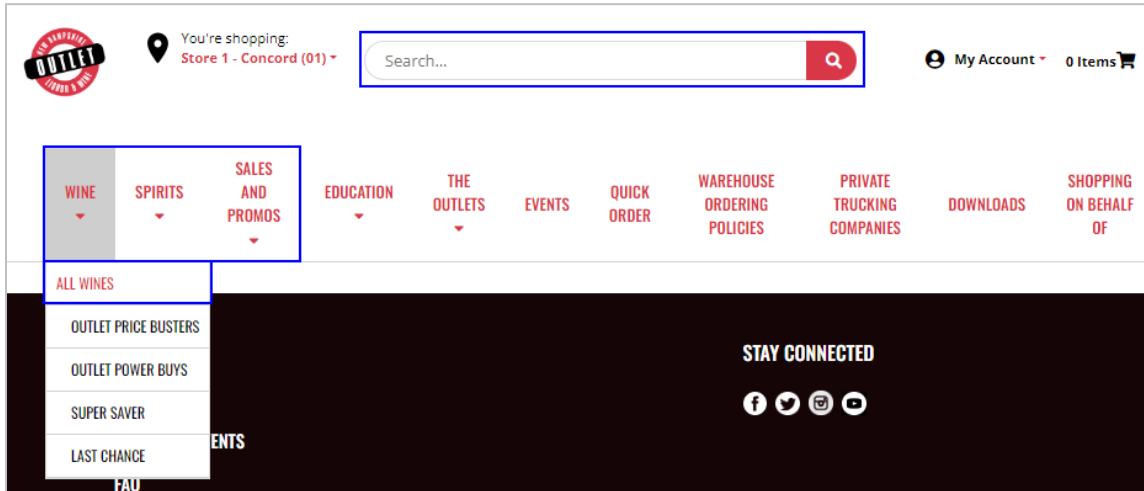 NEW HAMPSHIRE
OUTLET
LIQUOR & WINE
You're shopping:
Store 1 - Concord (01)
Search...
My Account
0 Items
WINE
SPIRITS
SALES
AND
PROMOS
EDUCATION
THE
OUTLETS
EVENTS
QUICK
ORDER
WAREHOUSE
ORDERING
POLICIES
PRIVATE
TRUCKING
COMPANIES
DOWNLOADS
SHOPPING
ON BEHALF
OF
ALL WINES
OUTLET PRICE BUSTERS
OUTLET POWER BUYS
SUPER SAVER
LAST CHANCE
ENTS
FAQ
STAY CONNECTED